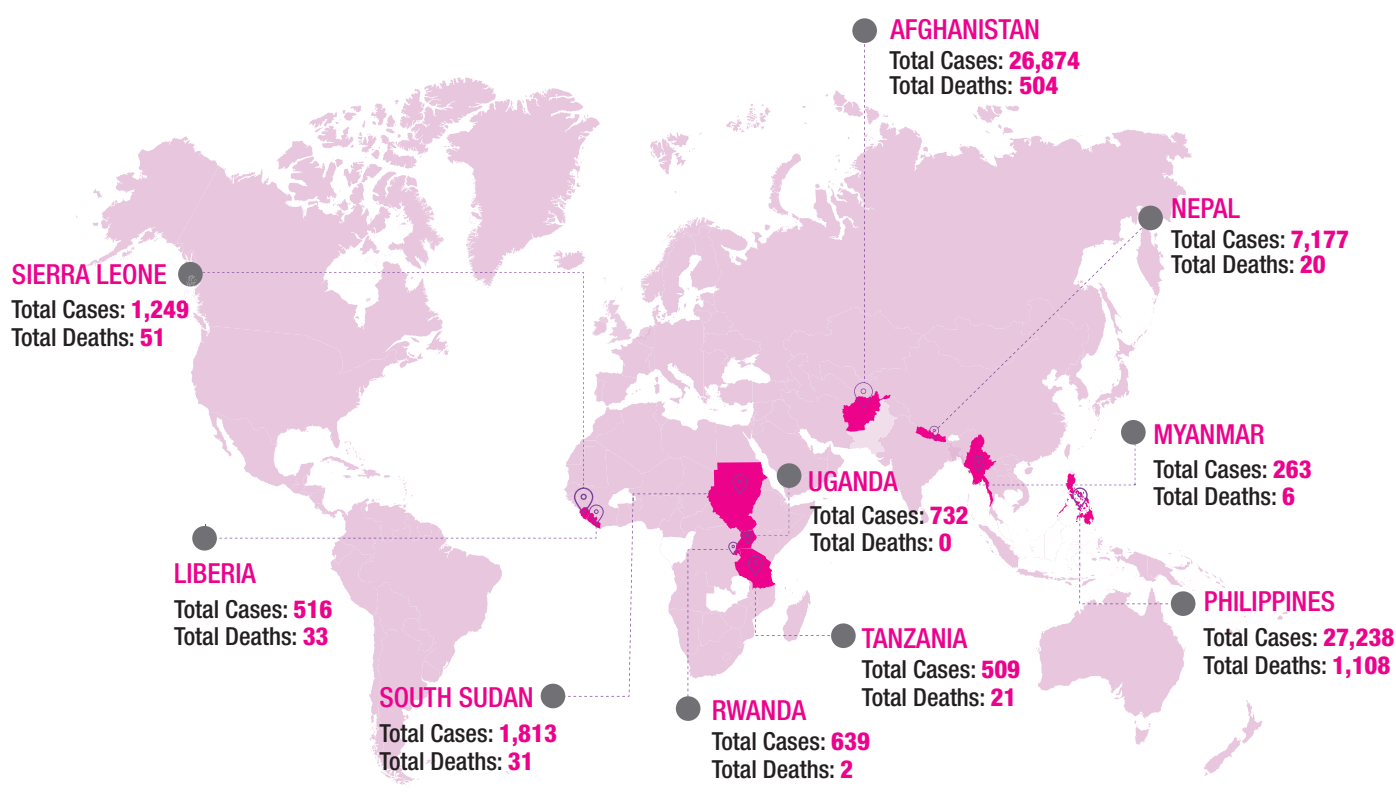 AFGHANISTAN
Total Cases: 26,874
Total Deaths: 504
NEPAL
Total Cases: 7,177
Total Deaths: 20
SIERRA LEONE
Total Cases: 1,249
Total Deaths: 51
MYANMAR
Total Cases: 263
Total Deaths: 6
UGANDA
Total Cases: 732
Total Deaths: 0
LIBERIA
Total Cases: 516
Total Deaths: 33
PHILIPPINES
Total Cases: 27,238
Total Deaths: 1,108
TANZANIA
Total Cases: 509
Total Deaths: 21
SOUTH SUDAN
Total Cases: 1,813
Total Deaths: 31
RWANDA
Total Cases: 639
Total Deaths: 2